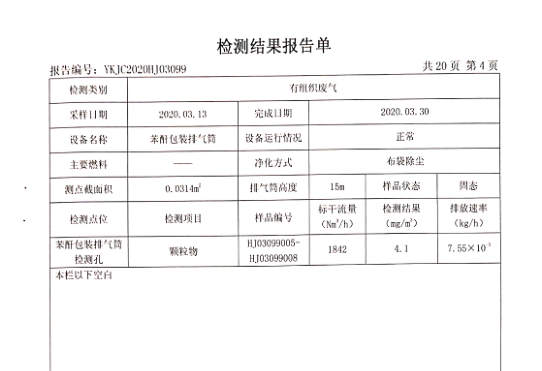 检测结果报告单
报告编号：YKJC2020HJ03099 共 20 页 第 4 页
检测类别 有组织废气
采样日期 2020.03.13 完成日期 2020.03.30
设备名称 苯酐包装排气筒 设备运行情况 正常
主要燃料 —— 净化方式 布袋除尘
测点截面积 0.0314㎡ 排气筒高度 15m 样品状态 固态
检测点位 检测项目 样品编号 标干流量（Nm³/h） 检测结果（mg/m³） 排放速率（kg/h）
苯酐包装排气筒检测孔 颗粒物 HJ03099005-HJ03099008 1842 4.1 7.55×10
本栏以下空白